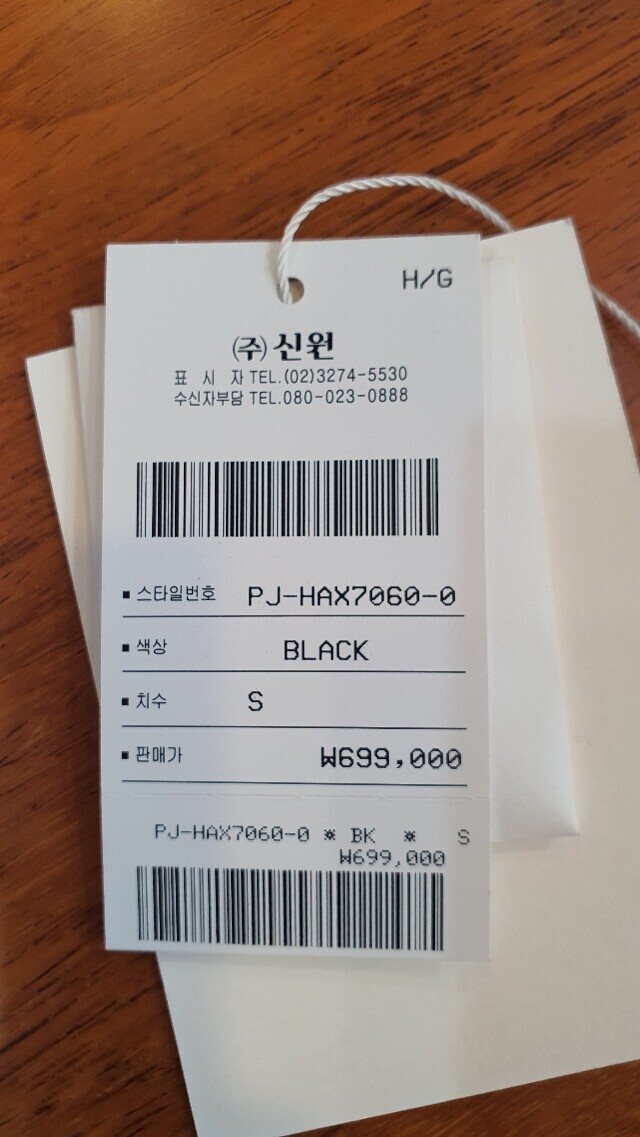 H/G
(주)신원
표 시 자 TEL.(02)3274-5530
수신자부담 TEL.080-023-0888
▪ 스타일번호 PJ-HAX7060-0
▪ 색상 BLACK
▪ 치수 S
▪ 판매가 ₩699,000
PJ-HAX7060-0 ※ BK ※ S
₩699,000